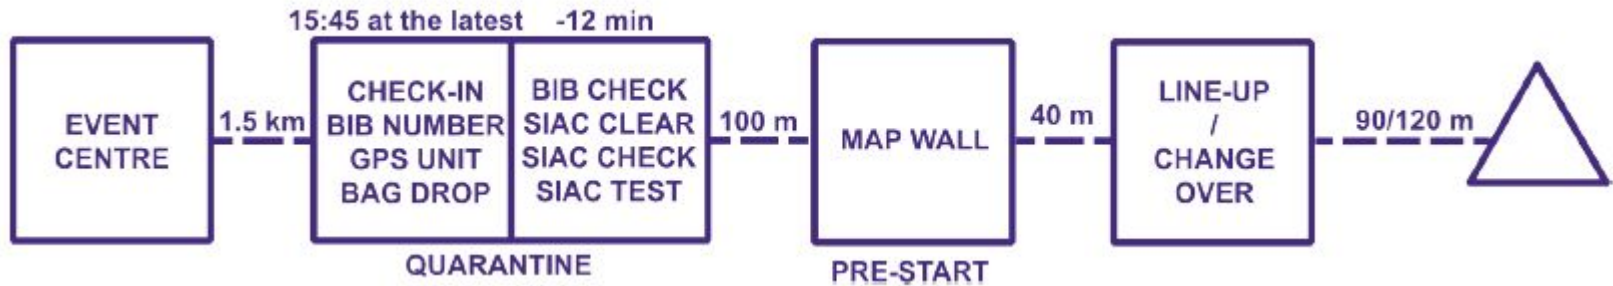 15:45 at the latest -12 min
EVENT
CENTRE
1.5 km
CHECK-IN
BIB NUMBER
GPS UNIT
BAG DROP
BIB CHECK
SIAC CLEAR
SIAC CHECK
SIAC TEST
QUARANTINE
100 m
MAP WALL
PRE-START
40 m
LINE-UP
/
CHANGE
OVER
90/120 m